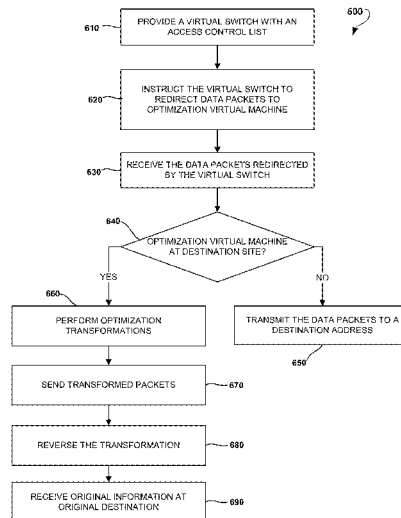 600
610
PROVIDE A VIRTUAL SWITCH WITH AN
ACCESS CONTROL LIST
620
INSTRUCT THE VIRTUAL SWITCH TO
REDIRECT DATA PACKETS TO
OPTIMIZATION VIRTUAL MACHINE
630
RECEIVE THE DATA PACKETS REDIRECTED
BY THE VIRTUAL SWITCH
640
OPTIMIZATION VIRTUAL MACHINE
AT DESTINATION SITE?
YES
NO
660
PERFORM OPTIMIZATION
TRANSFORMATIONS
TRANSMIT THE DATA PACKETS TO A
DESTINATION ADDRESS
650
SEND TRANSFORMED PACKETS
670
REVERSE THE TRANSFORMATION
680
RECEIVE ORIGINAL INFORMATION AT
ORIGINAL DESTINATION
690